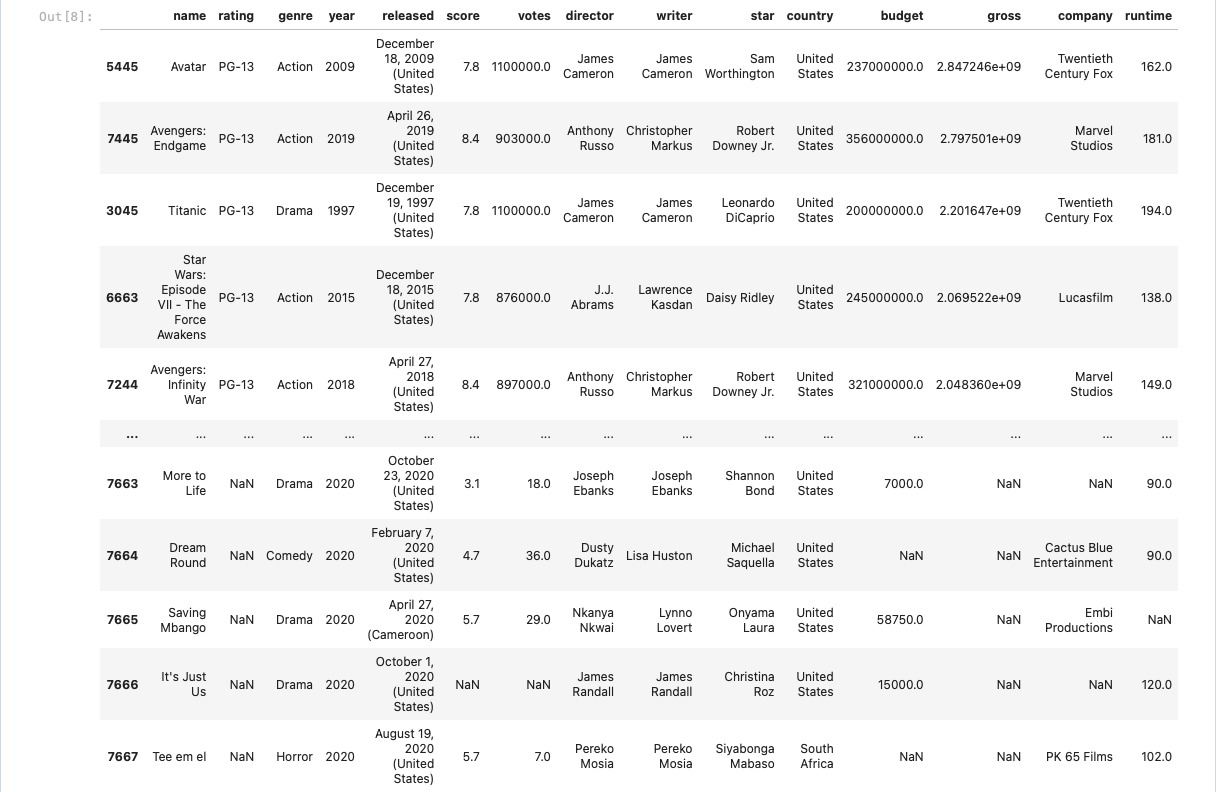 Out[8]:
name rating genre year released score votes director writer star country budget gross company runtime
5445 Avatar PG-13 Action 2009 December 18, 2009 (United States) 7.8 1100000.0 James Cameron James Cameron Sam Worthington United States 237000000.0 2.847246e+09 Twentieth Century Fox 162.0
7445 Avengers: Endgame PG-13 Action 2019 April 26, 2019 (United States) 8.4 903000.0 Anthony Russo Christopher Markus Robert Downey Jr. United States 356000000.0 2.797501e+09 Marvel Studios 181.0
3045 Titanic PG-13 Drama 1997 December 19, 1997 (United States) 7.8 1100000.0 James Cameron James Cameron Leonardo DiCaprio United States 200000000.0 2.201647e+09 Twentieth Century Fox 194.0
6663 Star Wars: Episode VII - The Force Awakens PG-13 Action 2015 December 18, 2015 (United States) 7.8 876000.0 J.J. Abrams Lawrence Kasdan Daisy Ridley United States 245000000.0 2.069522e+09 Lucasfilm 138.0
7244 Avengers: Infinity War PG-13 Action 2018 April 27, 2018 (United States) 8.4 897000.0 Anthony Russo Christopher Markus Robert Downey Jr. United States 321000000.0 2.048360e+09 Marvel Studios 149.0
... ... ... ... ... ... ... ... ... ... ... ... ... ... ... ...
7663 More to Life NaN Drama 2020 October 23, 2020 (United States) 3.1 18.0 Joseph Ebanks Joseph Ebanks Shannon Bond United States 7000.0 NaN NaN 90.0
7664 Dream Round NaN Comedy 2020 February 7, 2020 (United States) 4.7 36.0 Dusty Dukatz Lisa Huston Michael Saquella United States NaN NaN Cactus Blue Entertainment 90.0
7665 Saving Mbango NaN Drama 2020 April 27, 2020 (Cameroon) 5.7 29.0 Nkanya Nkwai Lynno Lovert Onyama Laura United States 58750.0 NaN Embi Productions NaN
7666 It's Just Us NaN Drama 2020 October 1, 2020 (United States) NaN NaN James Randall James Randall Christina Roz United States 15000.0 NaN NaN 120.0
7667 Tee em el NaN Horror 2020 August 19, 2020 (United States) 5.7 7.0 Pereko Mosia Pereko Mosia Siyabonga Mabaso South Africa NaN NaN PK 65 Films 102.0